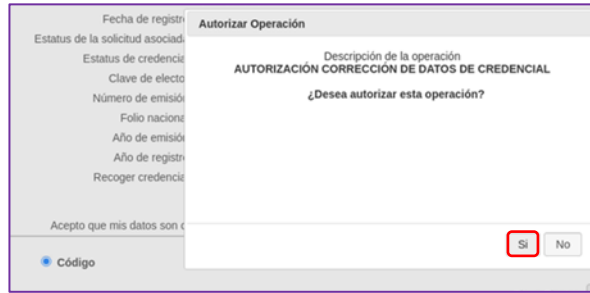 Fecha de registro
Autorizar Operación
Estatus de la solicitud asociad
Estatus de credencia
Clave de electo
Número de emisió
Folio naciona
Año de emisió
Año de registr
Recoger credencia
Descripción de la operación
AUTORIZACIÓN CORRECCIÓN DE DATOS DE CREDENCIAL
¿Desea autorizar esta operación?
Acepto que mis datos son c
Si No
Código